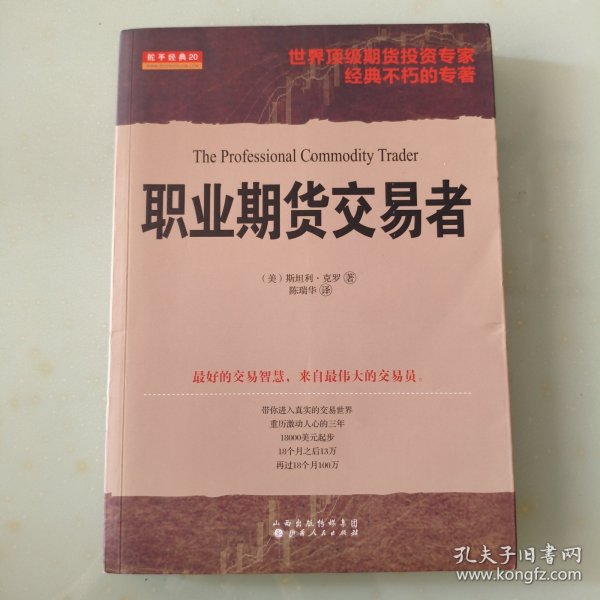 舵手经典20
世界顶级期货投资专家
经典不朽的专著
The Professional Commodity Trader
职业期货交易者
（美）斯坦利·克罗 著
陈瑞华 译
最好的交易智慧，来自最伟大的交易员。
带你进入真实的交易世界
重历激动人心的三年
18000美元起步
18个月之后13万
再过18个月100万
山西出版传媒集团
山西人民出版社
孔夫子旧书网
www.kongfz.com